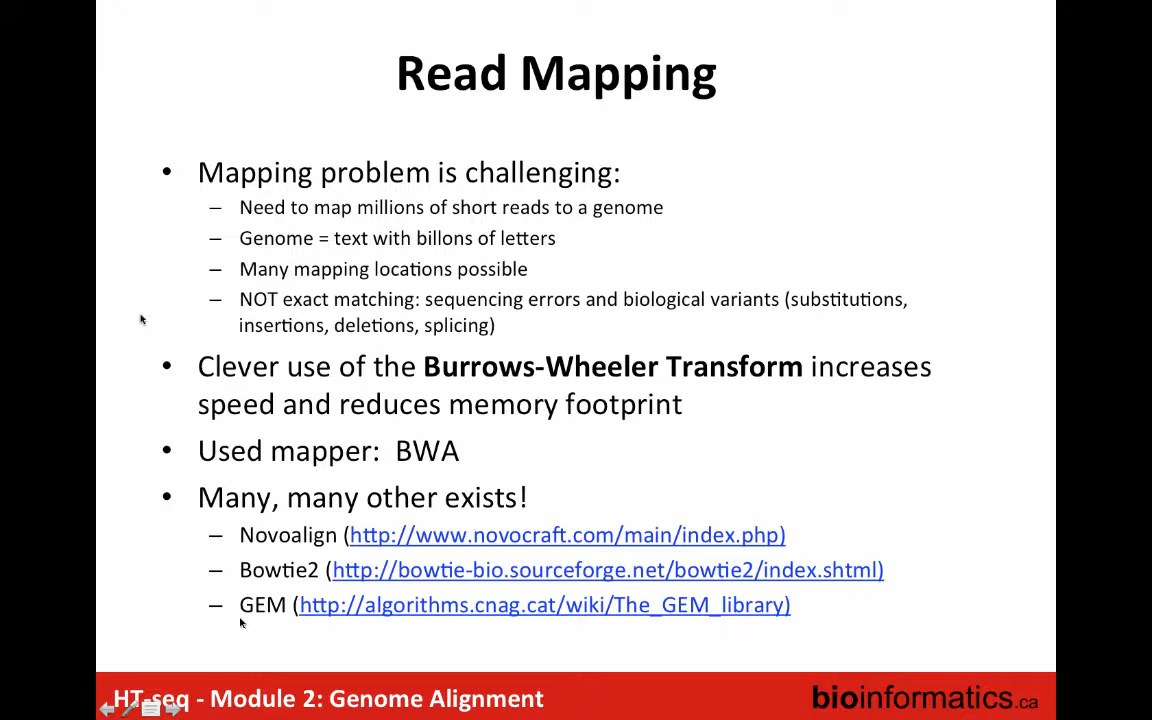 Read Mapping
• Mapping problem is challenging:
– Need to map millions of short reads to a genome
– Genome = text with billons of letters
– Many mapping locations possible
– NOT exact matching: sequencing errors and biological variants (substitutions,
insertions, deletions, splicing)
• Clever use of the Burrows-Wheeler Transform increases
speed and reduces memory footprint
• Used mapper: BWA
• Many, many other exists!
– Novoalign (http://www.novocraft.com/main/index.php)
– Bowtie2 (http://bowtie-bio.sourceforge.net/bowtie2/index.shtml)
– GEM (http://algorithms.cnag.cat/wiki/The_GEM_library)
HT-seq - Module 2: Genome Alignment
bioinformatics.ca